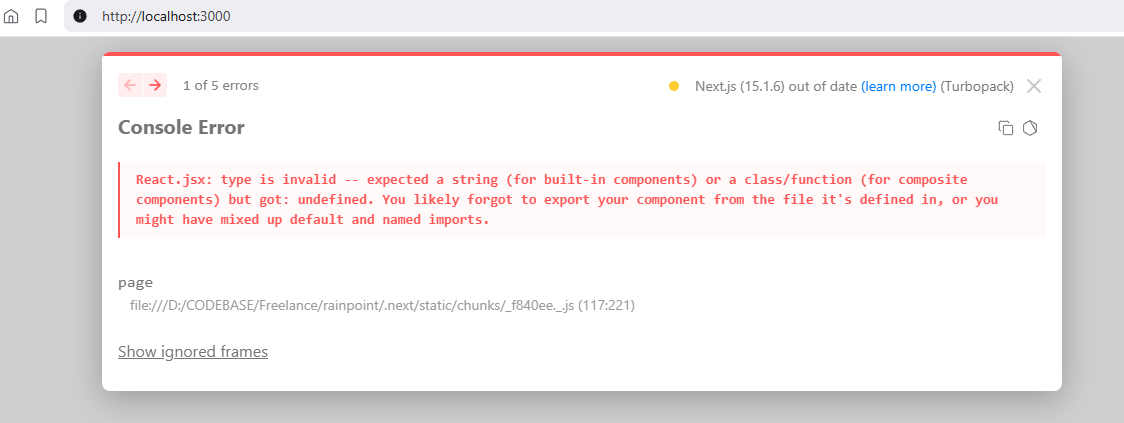 http://localhost:3000
1 of 5 errors
Next.js (15.1.6) out of date (learn more) (Turbopack)
Console Error
React.jsx: type is invalid -- expected a string (for built-in components) or a class/function (for composite
components) but got: undefined. You likely forgot to export your component from the file it's defined in, or you
might have mixed up default and named imports.
page
file:///D:/CODEBASE/Freelance/rainpoint/.next/static/chunks/_f840ee._.js (117:221)
Show ignored frames